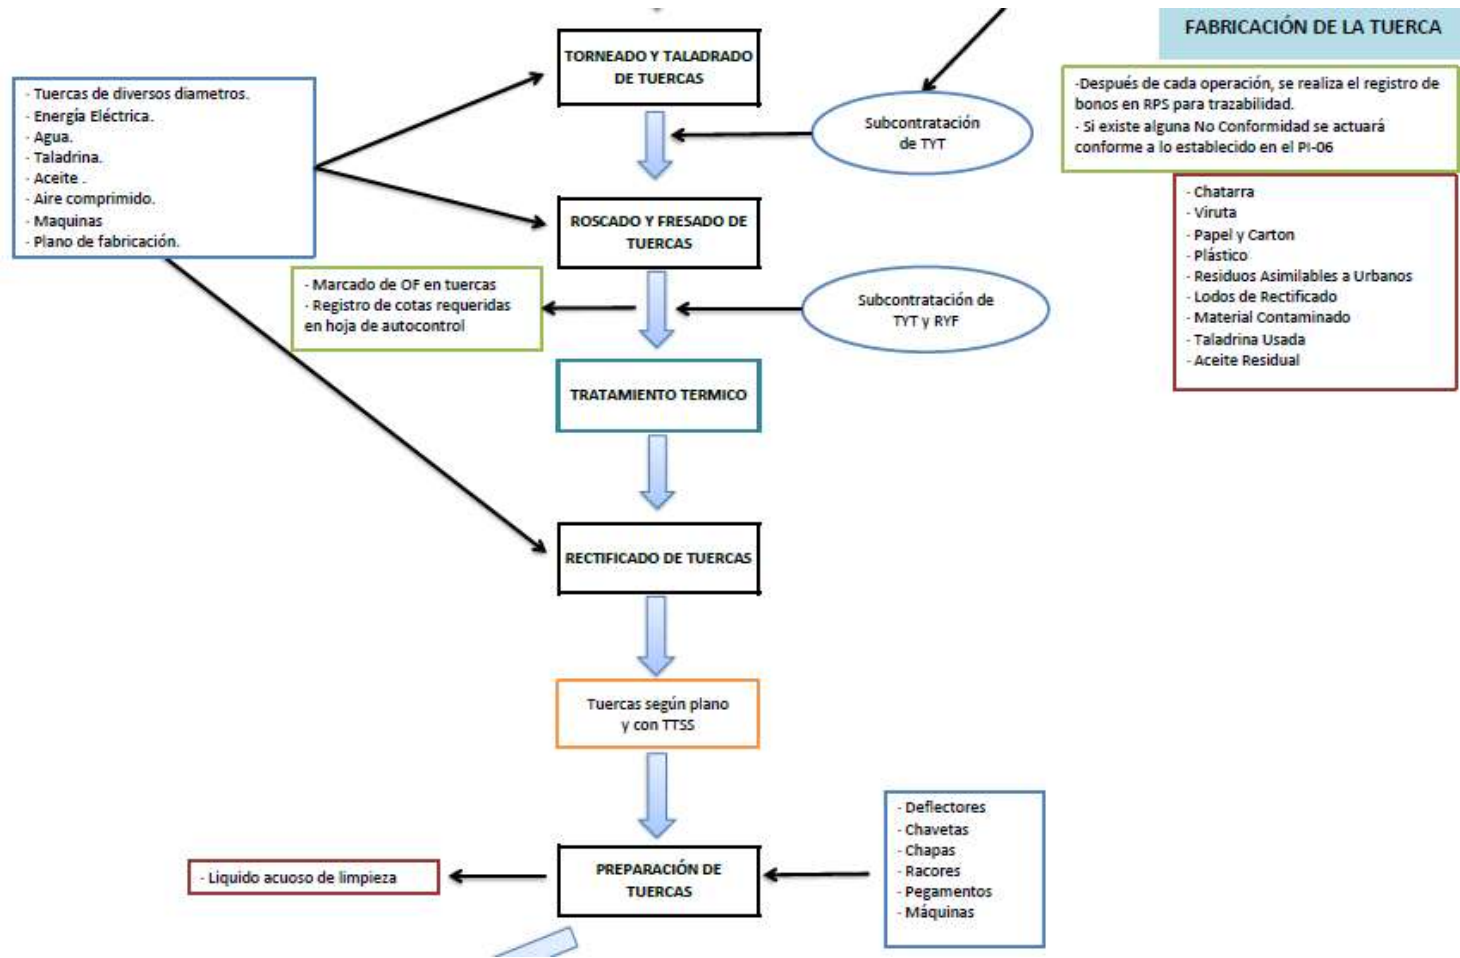 FABRICACIÓN DE LA TUERCA
TORNEADO Y TALADRADO
DE TUERCAS
- Tuercas de diversos diametros.
- Energía Eléctrica.
- Agua.
- Taladrina.
- Aceite .
- Aire comprimido.
- Maquinas
- Plano de fabricación.
Subcontratación
de TYT
-Después de cada operación, se realiza el registro de
bonos en RPS para trazabilidad.
- Si existe alguna No Conformidad se actuará
conforme a lo establecido en el PI-06
- Chatarra
- Viruta
- Papel y Carton
- Plástico
- Residuos Asimilables a Urbanos
- Lodos de Rectificado
- Material Contaminado
- Taladrina Usada
- Aceite Residual
ROSCADO Y FRESADO DE
TUERCAS
- Marcado de OF en tuercas
- Registro de cotas requeridas
en hoja de autocontrol
Subcontratación de
TYT y RYF
TRATAMIENTO TERMICO
RECTIFICADO DE TUERCAS
Tuercas según plano
y con TTSS
- Deflectores
- Chavetas
- Chapas
- Racores
- Pegamentos
- Máquinas
PREPARACIÓN DE
TUERCAS
- Liquido acuoso de limpieza